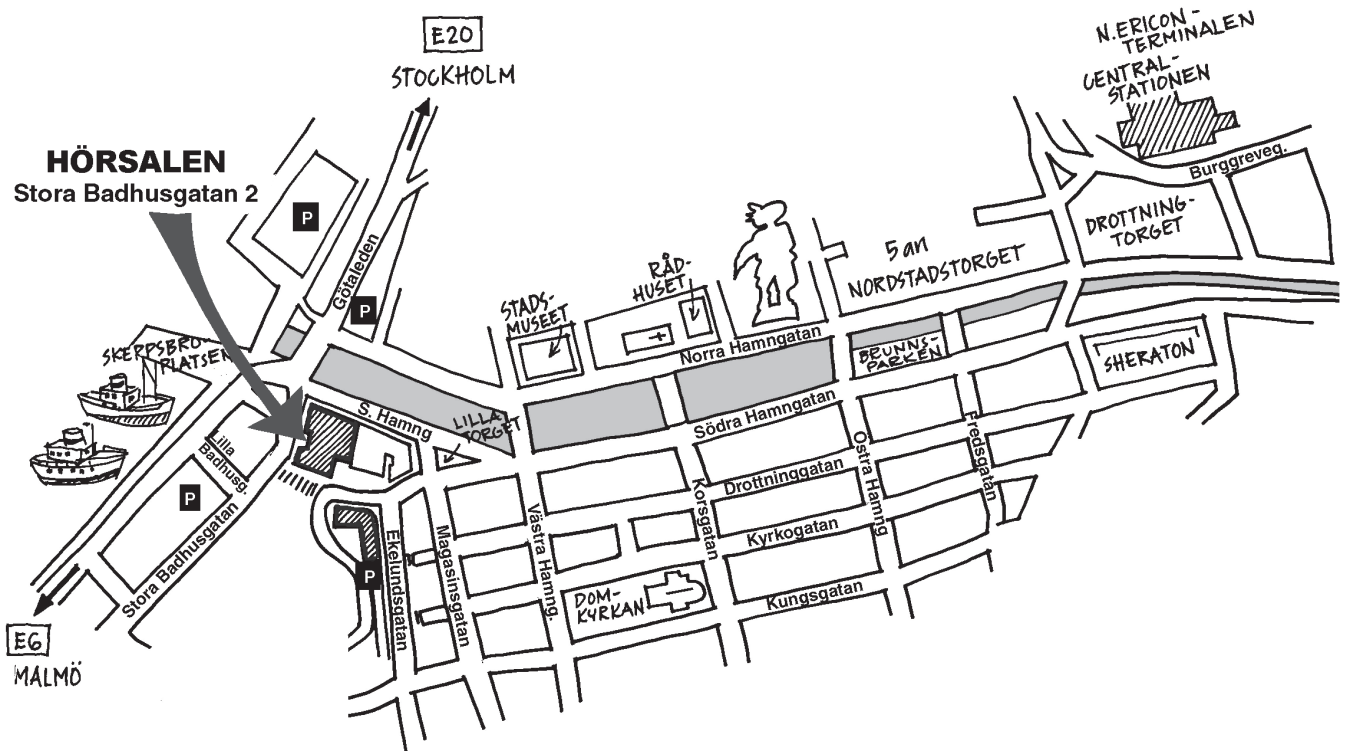 E20
STOCKHOLM
N.ERICON-
TERMINALEN
CENTRAL-
STATIONEN
HÖRSALEN
Stora Badhusgatan 2
Burggreveg.
P
Götaleden
DROTTNING-
TORGET
5an
NORDSTADSTORGET
RÅD-
HUSET
STADS-
MUSEET
P
Norra Hamngatan
BRUNNS-
PARKEN
SHERATON
SKEPPSBRO-
PLATSEN
S. Hamng
LILLA
TORGET
Södra Hamngatan
Lilla
Badhusg.
P
Drottninggatan
Östra Hamng
Fredsgatan
Korsgatan
Kyrkogatan
Västra Hamng.
Magasinsgatan
Ekelundsgatan
Stora Badhusgatan
P
DOM-
KYRKAN
Kungsgatan
E6
MALMÖ